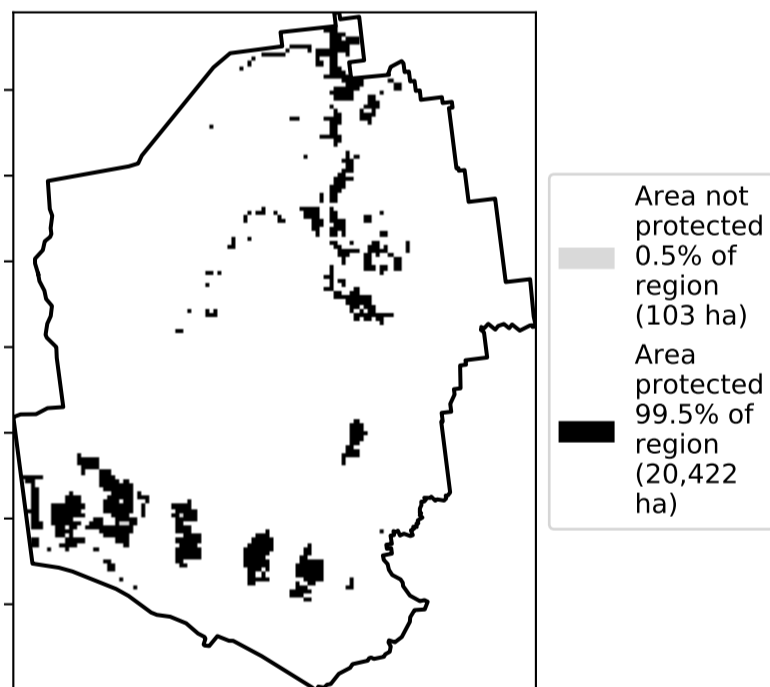 Area not
protected
0.5% of
region
(103 ha)
Area
protected
99.5% of
region
(20,422
ha)